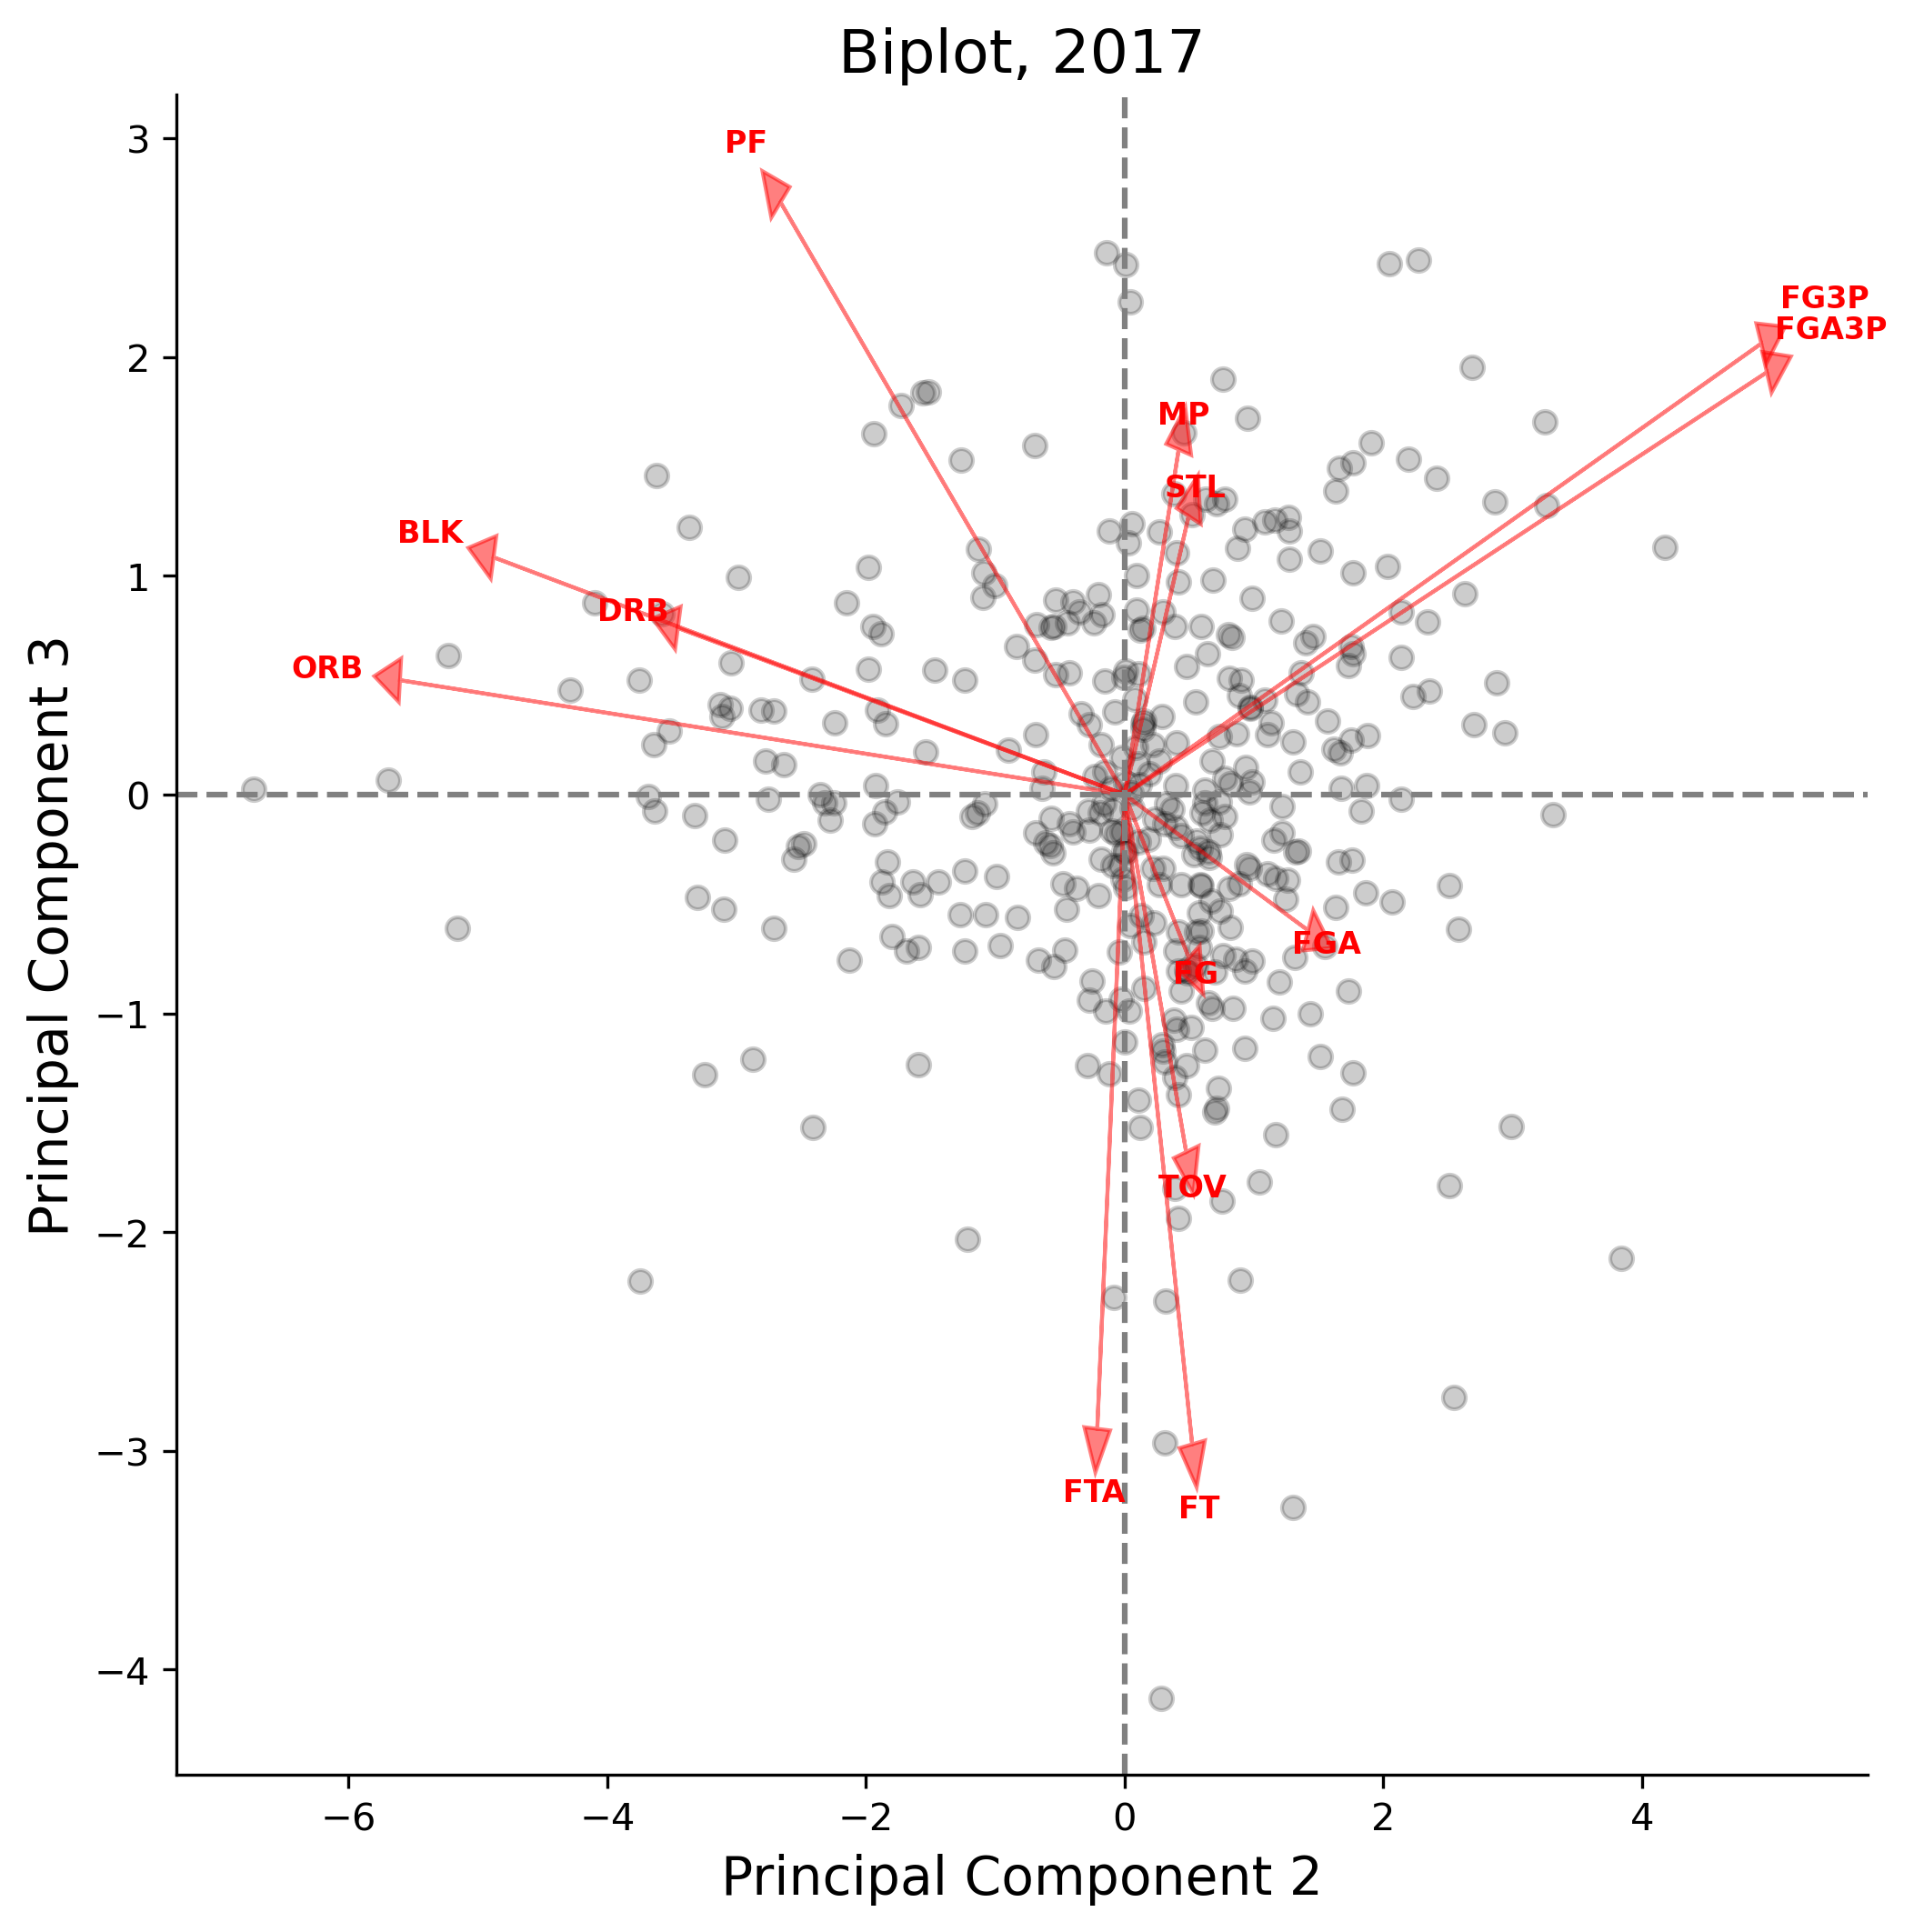 Biplot, 2017
Principal Component 3
3
2
1
0
−1
−2
−3
−4
PF
FG3P
FGA3P
MP
STL
BLK
DRB
ORB
FGA
FG
TOV
FTA
FT
−6
−4
−2
0
2
4
Principal Component 2